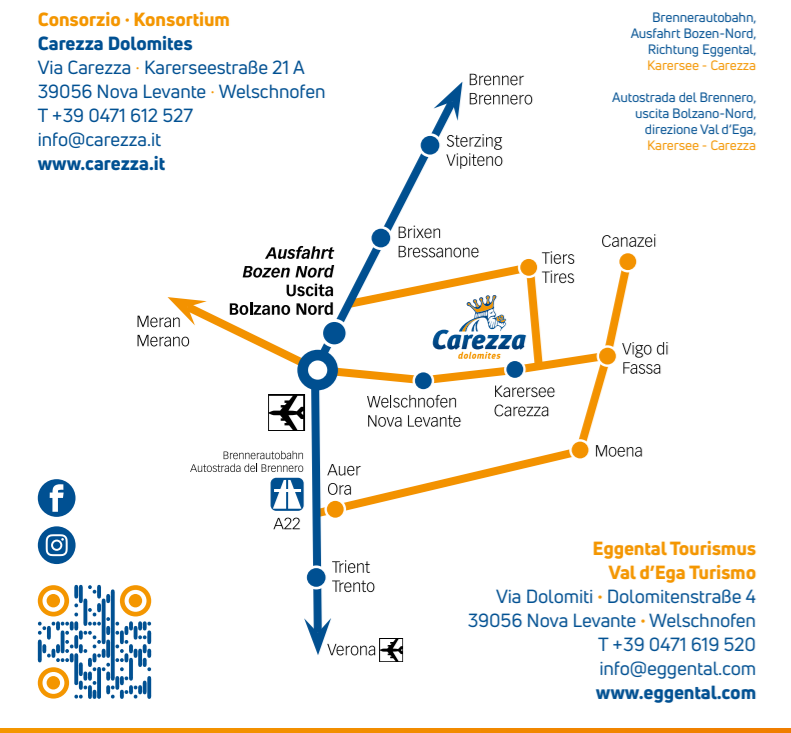 Consorzio · Konsortium
Carezza Dolomites
Via Carezza · Karerseestraße 21 A
39056 Nova Levante · Welschnofen
T +39 0471 612 527
info@carezza.it
www.carezza.it
Brennerautobahn,
Ausfahrt Bozen-Nord,
Richtung Eggental,
Karersee - Carezza
Autostrada del Brennero,
uscita Bolzano-Nord,
direzione Val d’Ega,
Karersee - Carezza
Brenner
Brennero
Sterzing
Vipiteno
Brixen
Bressanone
Ausfahrt
Bozen Nord
Uscita
Bolzano Nord
Tiers
Tires
Canazei
Meran
Merano
Carezza
dolomites
Vigo di
Fassa
Welschnofen
Nova Levante
Karersee
Carezza
Moena
Brennerautobahn
Autostrada del Brennero
A22
Auer
Ora
Trient
Trento
Verona
Eggental Tourismus
Val d’Ega Turismo
Via Dolomiti · Dolomitenstraße 4
39056 Nova Levante · Welschnofen
T +39 0471 619 520
info@eggental.com
www.eggental.com